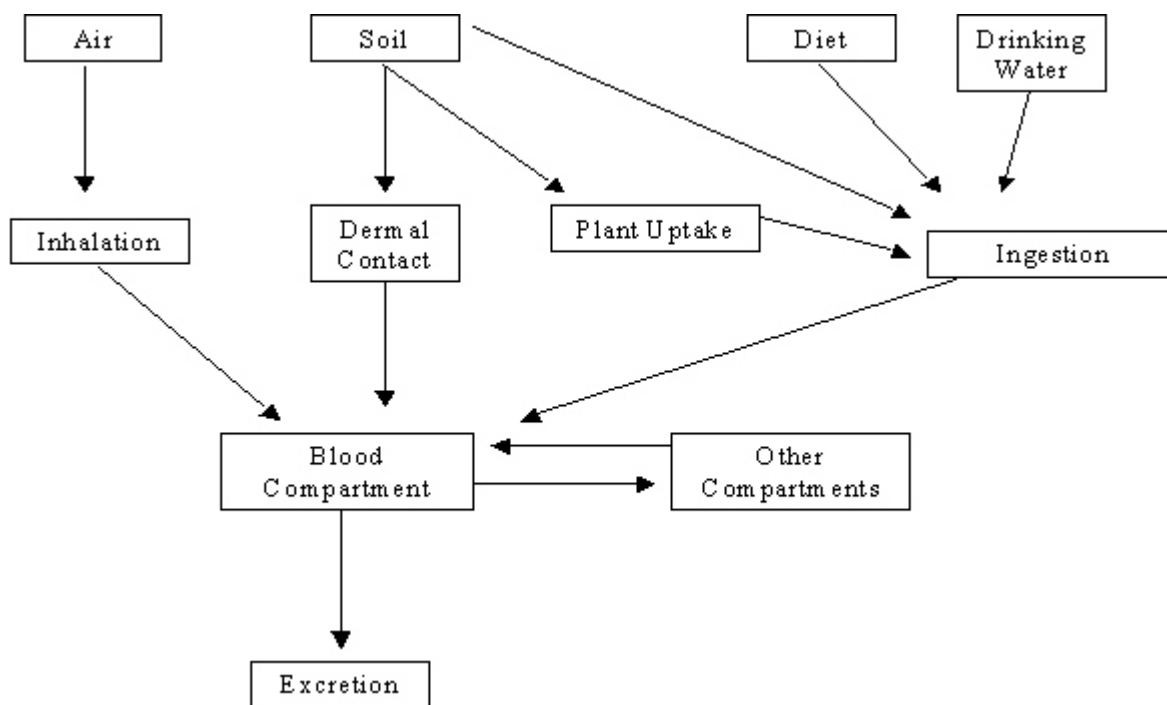 Air
Soil
Diet
Drinking
Water
Inhalation
Dermal
Contact
Plant Uptake
Ingestion
Blood
Compartment
Other
Compartments
Excretion